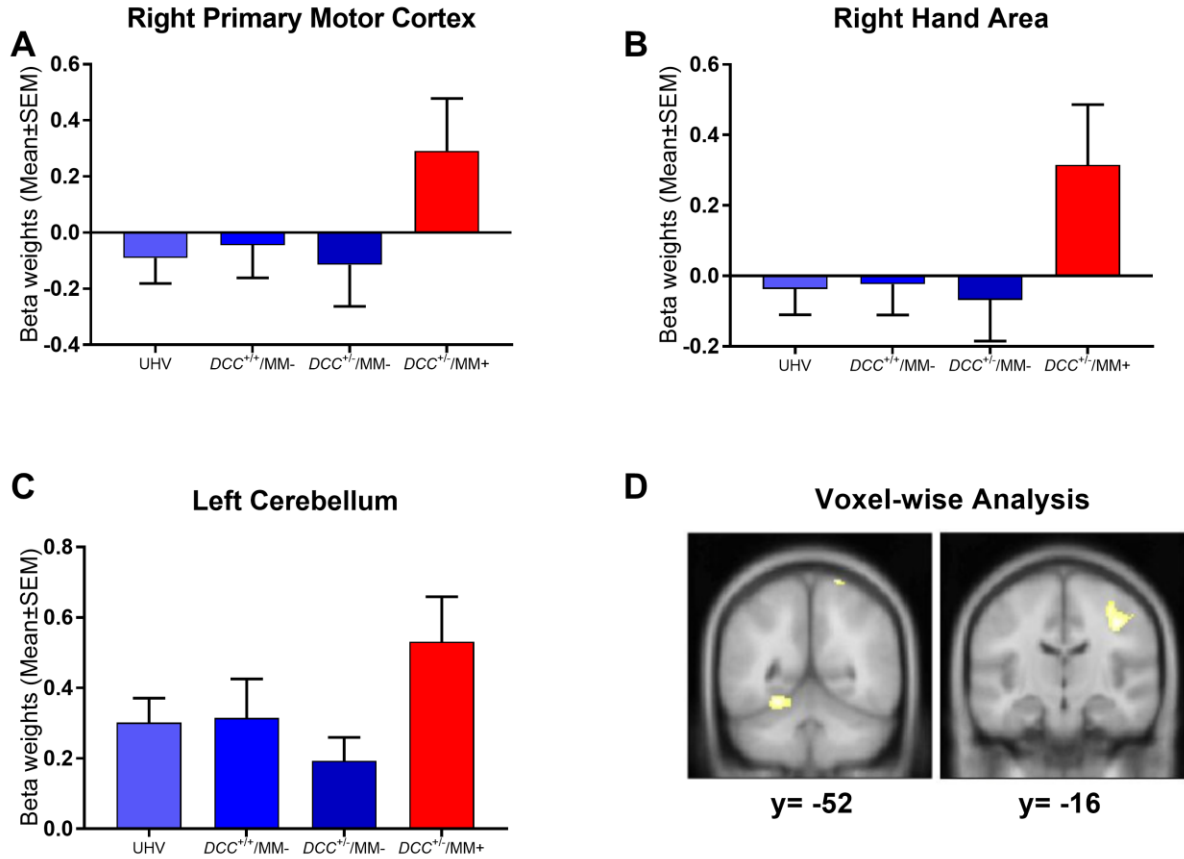 A
Right Primary Motor Cortex
Beta weights (Mean±SEM)
0.6
0.4
0.2
0.0
-0.2
-0.4
UHV
DCC+/+/MM-
DCC+/-/MM-
DCC+/-/MM+
B
Right Hand Area
Beta weights (Mean±SEM)
0.6
0.4
0.2
-0.0
-0.2
UHV
DCC+/+/MM-
DCC+/-/MM-
DCC+/-/MM+
C
Left Cerebellum
Beta weights (Mean±SEM)
0.8
0.6
0.4
0.2
0.0
UHV
DCC+/+/MM-
DCC+/-/MM-
DCC+/-/MM+
D
Voxel-wise Analysis
y= -52
y= -16